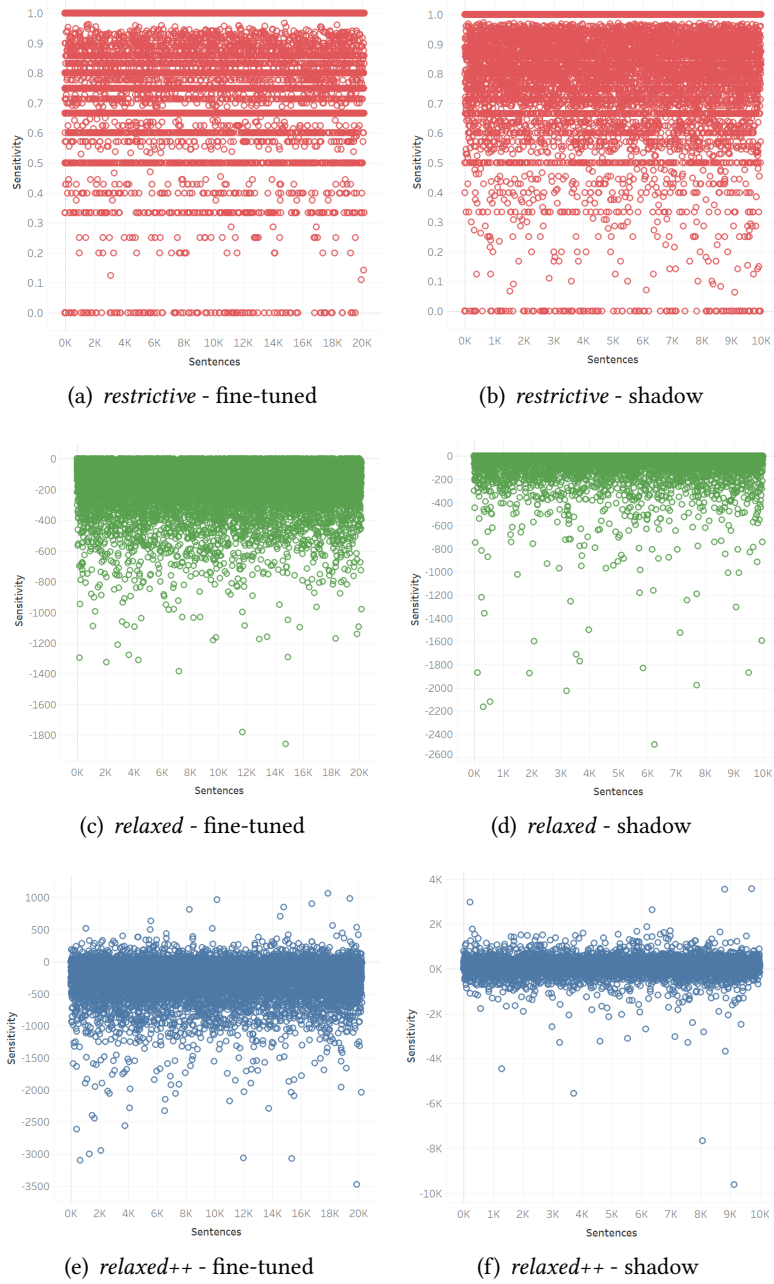 1.0
0.9
0.8
0.7
0.6
0.5
0.4
0.3
0.2
0.1
0.0
Sensitivity
0K 2K 4K 6K 8K 10K 12K 14K 16K 18K 20K
Sentences
(a) restrictive - fine-tuned
1.0
0.9
0.8
0.7
0.6
0.5
0.4
0.3
0.2
0.1
0.0
Sensitivity
0K 1K 2K 3K 4K 5K 6K 7K 8K 9K 10K
Sentences
(b) restrictive - shadow
0
-200
-400
-600
-800
-1000
-1200
-1400
-1600
-1800
Sensitivity
0K 2K 4K 6K 8K 10K 12K 14K 16K 18K 20K
Sentences
(c) relaxed - fine-tuned
0
-200
-400
-600
-800
-1000
-1200
-1400
-1600
-1800
-2000
-2200
-2400
-2600
Sensitivity
0K 1K 2K 3K 4K 5K 6K 7K 8K 9K 10K
Sentences
(d) relaxed - shadow
1000
500
0
-500
-1000
-1500
-2000
-2500
-3000
-3500
Sensitivity
0K 2K 4K 6K 8K 10K 12K 14K 16K 18K 20K
Sentences
(e) relaxed++ - fine-tuned
4K
2K
0K
-2K
-4K
-6K
-8K
-10K
Sensitivity
0K 1K 2K 3K 4K 5K 6K 7K 8K 9K 10K
Sentences
(f) relaxed++ - shadow